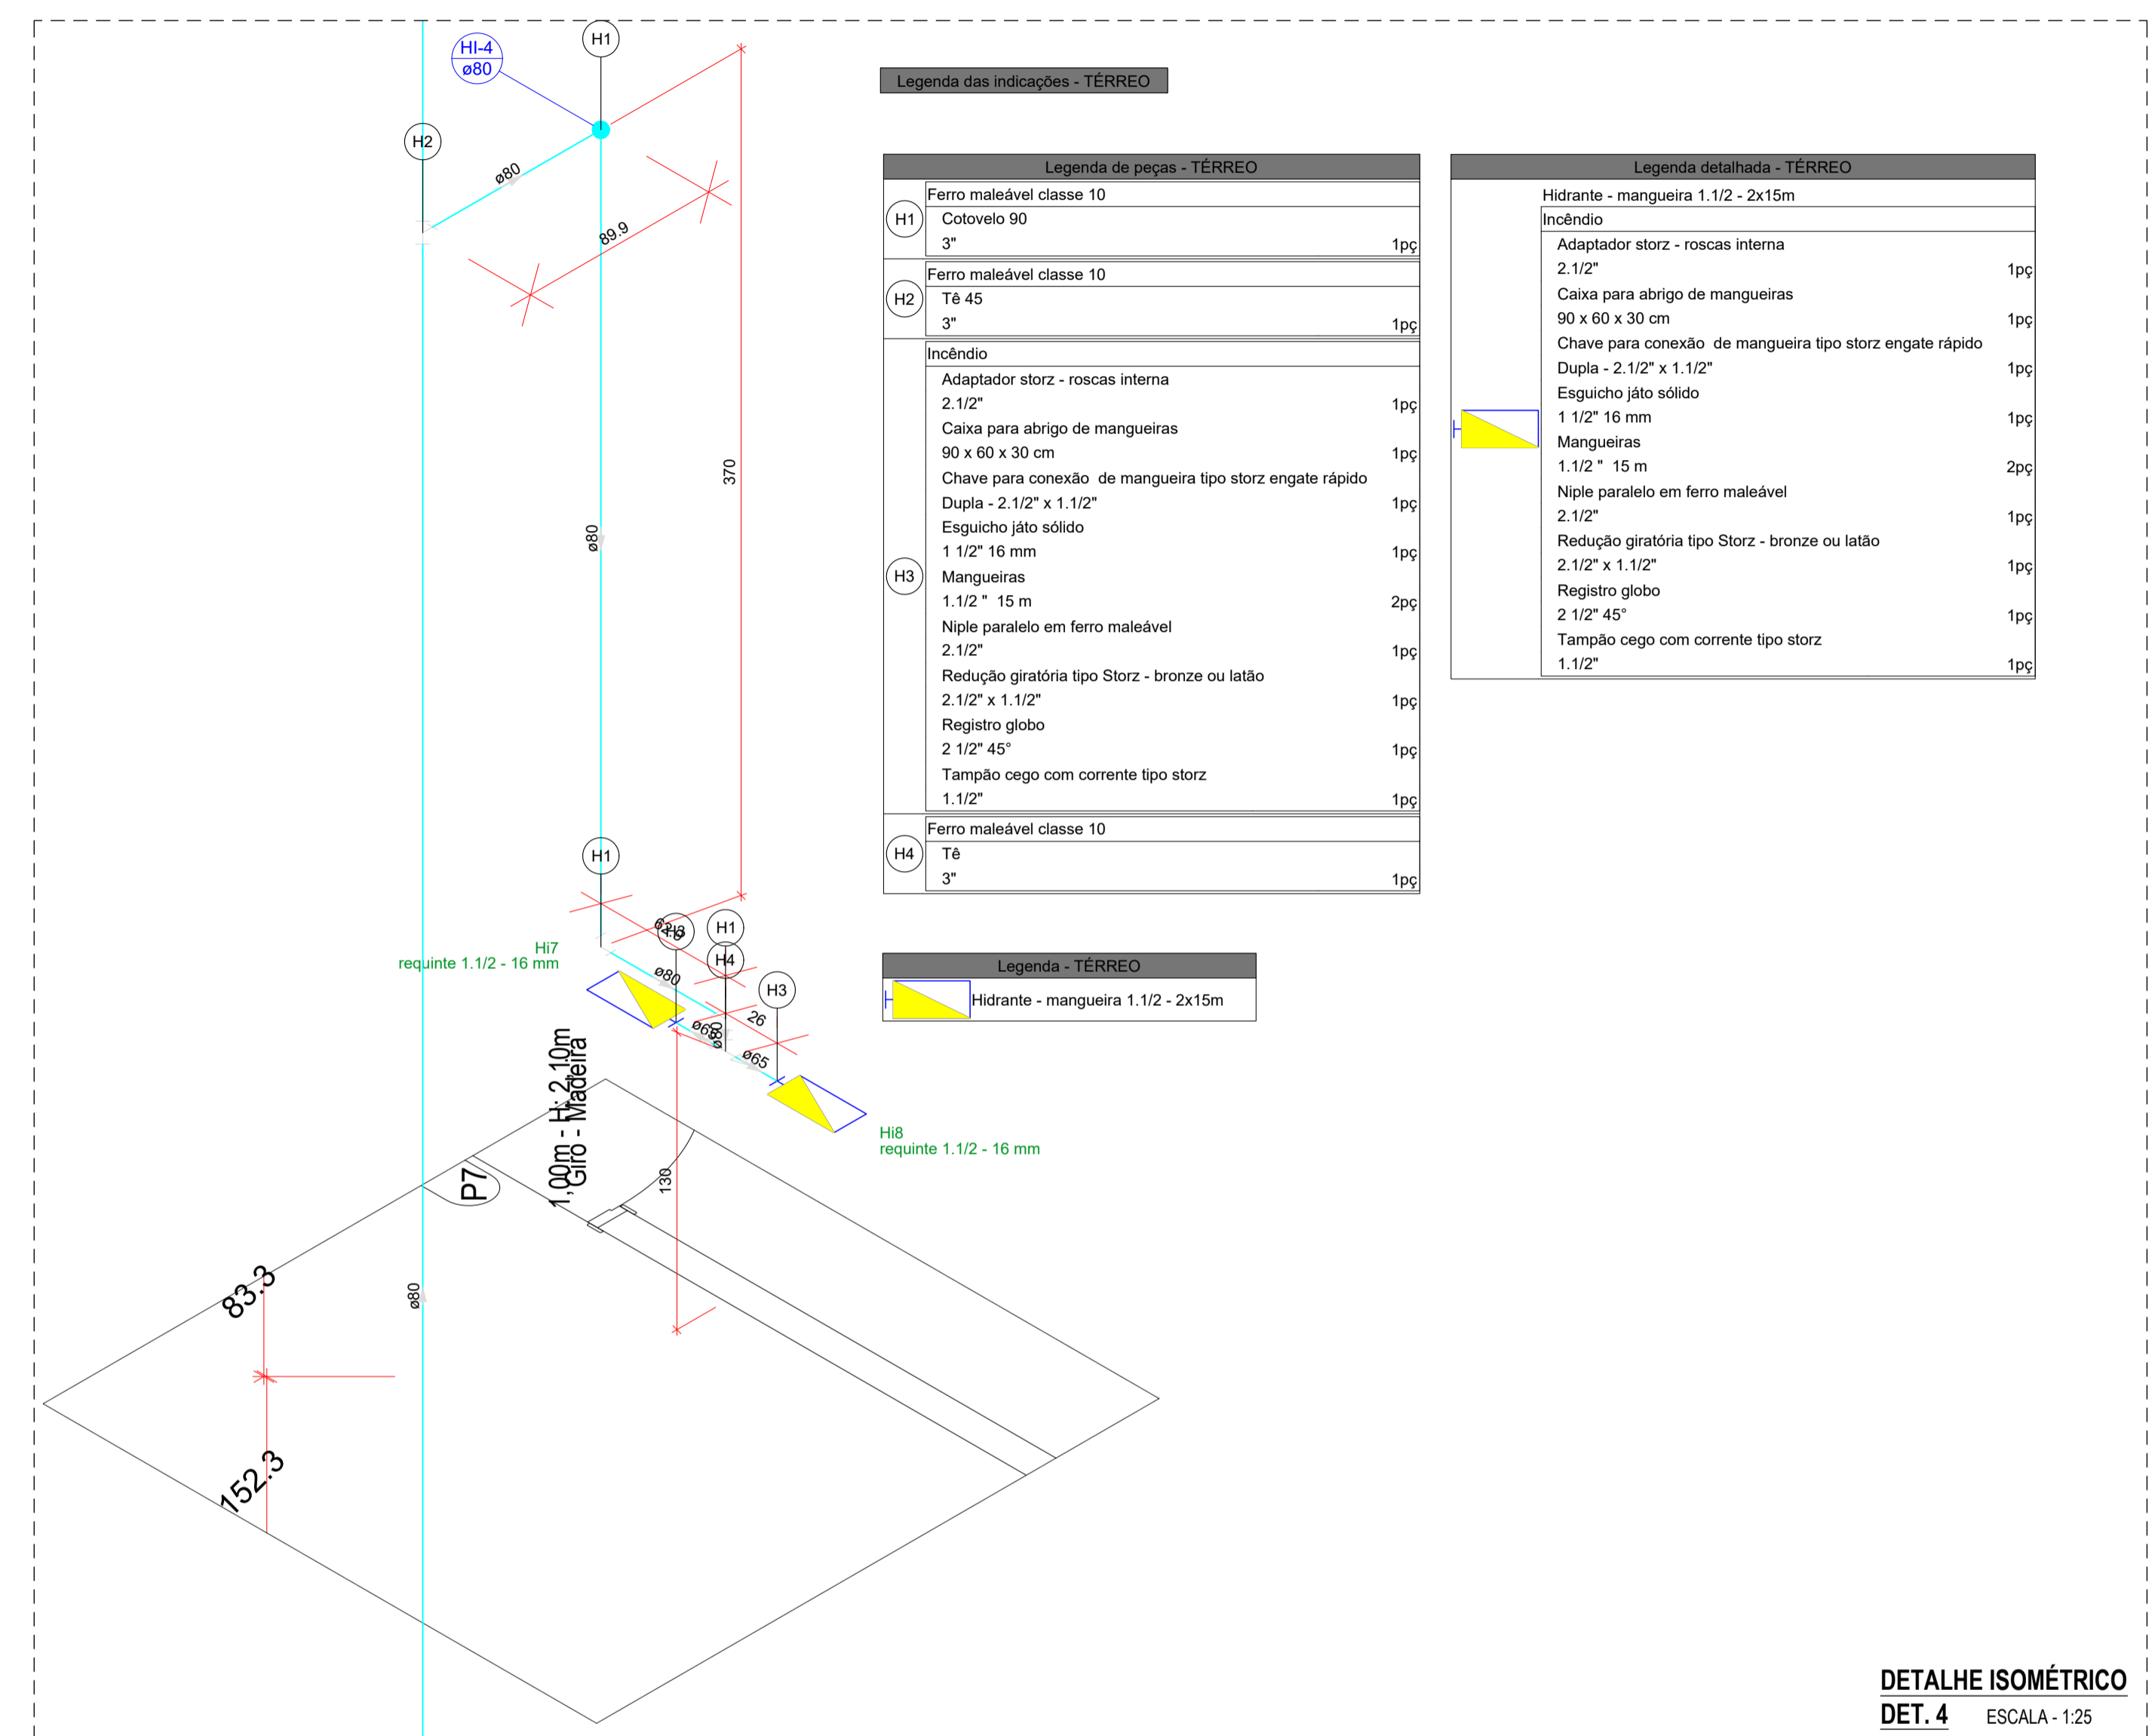 H1
HI-4
ø80
H2
ø80
89.9
370
ø80
H1
H3
H1
H4
H3
Hi7
requinte 1.1/2 - 16 mm
ø80
26
ø80
ø65
Hi8
requinte 1.1/2 - 16 mm
1,00m - H: 2,10m
Giro - Madeira
P7
130
83.3
ø80
152.3
Legenda das indicações - TÉRREO
Legenda de peças - TÉRREO
H1
Ferro maleável classe 10
Cotovelo 90
3" 1pç
H2
Ferro maleável classe 10
Tê 45
3" 1pç
H3
Incêndio
Adaptador storz - roscas interna
2.1/2" 1pç
Caixa para abrigo de mangueiras
90 x 60 x 30 cm 1pç
Chave para conexão de mangueira tipo storz engate rápido
Dupla - 2.1/2" x 1.1/2" 1pç
Esguicho játo sólido
1 1/2" 16 mm 1pç
Mangueiras
1.1/2 " 15 m 2pç
Niple paralelo em ferro maleável
2.1/2" 1pç
Redução giratória tipo Storz - bronze ou latão
2.1/2" x 1.1/2" 1pç
Registro globo
2 1/2" 45° 1pç
Tampão cego com corrente tipo storz
1.1/2" 1pç
H4
Ferro maleável classe 10
Tê
3" 1pç
Legenda detalhada - TÉRREO
Hidrante - mangueira 1.1/2 - 2x15m
Incêndio
Adaptador storz - roscas interna
2.1/2" 1pç
Caixa para abrigo de mangueiras
90 x 60 x 30 cm 1pç
Chave para conexão de mangueira tipo storz engate rápido
Dupla - 2.1/2" x 1.1/2" 1pç
Esguicho játo sólido
1 1/2" 16 mm 1pç
Mangueiras
1.1/2 " 15 m 2pç
Niple paralelo em ferro maleável
2.1/2" 1pç
Redução giratória tipo Storz - bronze ou latão
2.1/2" x 1.1/2" 1pç
Registro globo
2 1/2" 45° 1pç
Tampão cego com corrente tipo storz
1.1/2" 1pç
Legenda - TÉRREO
Hidrante - mangueira 1.1/2 - 2x15m
DETALHE ISOMÉTRICO
DET. 4 ESCALA - 1:25